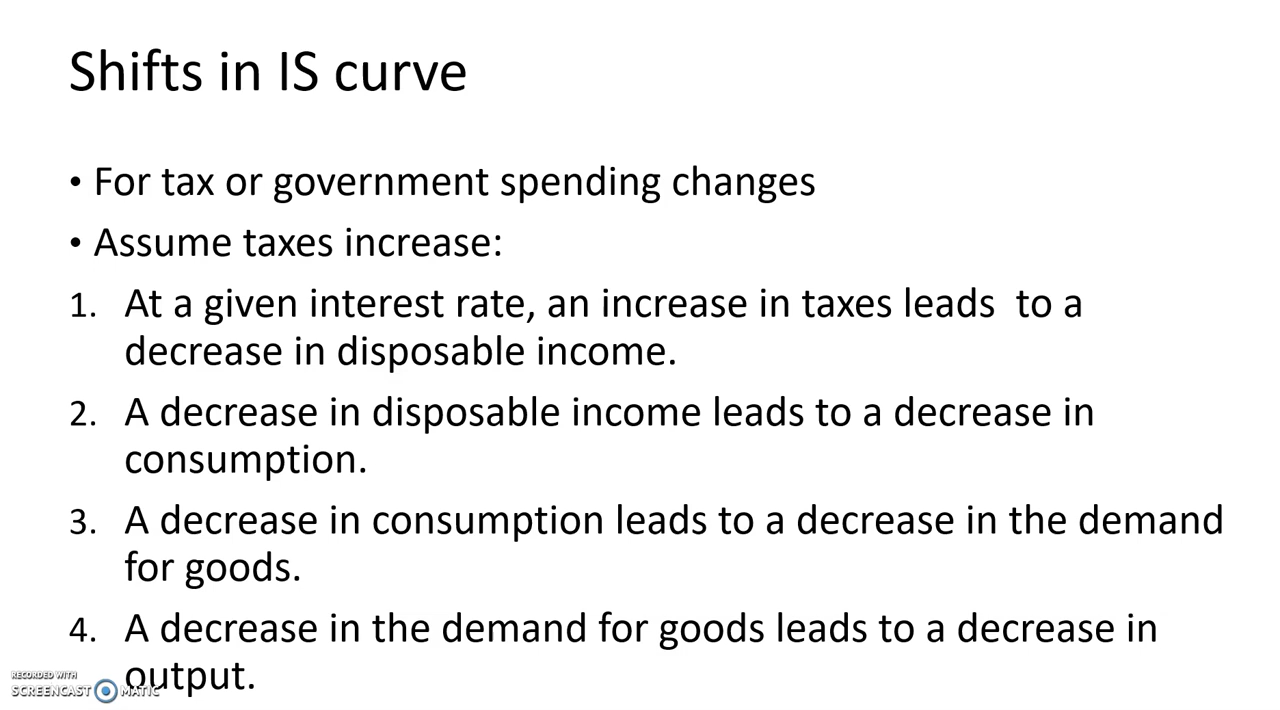 Shifts in IS curve
• For tax or government spending changes
• Assume taxes increase:
1. At a given interest rate, an increase in taxes leads  to a
decrease in disposable income.
2. A decrease in disposable income leads to a decrease in
consumption.
3. A decrease in consumption leads to a decrease in the demand
for goods.
4. A decrease in the demand for goods leads to a decrease in
output.
RECORDED WITH
SCREENCAST MATIC